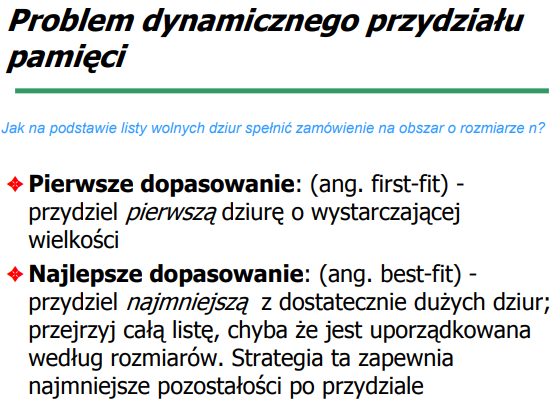 Problem dynamicznego przydziału
pamięci
Jak na podstawie listy wolnych dziur spełnić zamówienie na obszar o rozmiarze n?
Pierwsze dopasowanie: (ang. first-fit) -
przydziel pierwszą dziurę o wystarczającej
wielkości
Najlepsze dopasowanie: (ang. best-fit) -
przydziel najmniejszą z dostatecznie dużych dziur;
przejrzyj całą listę, chyba że jest uporządkowana
według rozmiarów. Strategia ta zapewnia
najmniejsze pozostałości po przydziale